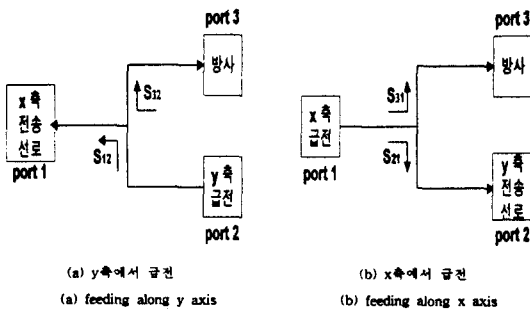 port 3
방사
S32
x 축
전송
선로
port 1
S12
y 축
급전
port 2
(a) y축에서 급전
(a) feeding along y axis
port 3
방사
S31
x 축
급전
port 1
S21
y 축
전송
선로
port 2
(b) x축에서 급전
(b) feeding along x axis